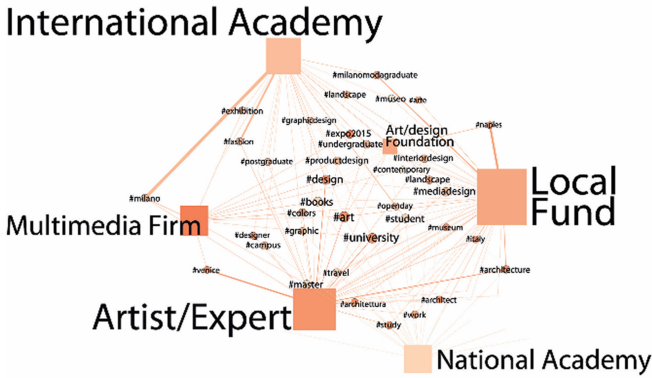 International Academy
#milanomodagraduate
#landscape
#museo
#arte
#exhibition
#graphicdesign
#naples
#expo2015
Art/design
Foundation
#fashion
#undergraduate
#postgraduate
#productdesign
#interiordesign
#contemporary
#design
#landscape
#mediadesign
Local
Fund
#milano
#books
#openday
#colors
#art
#student
Multimedia Firm
#graphic
#museum
#designer
#university
#italy
#campus
#venice
#travel
#architecture
#master
Artist/Expert
#architettura
#architect
#work
#study
National Academy